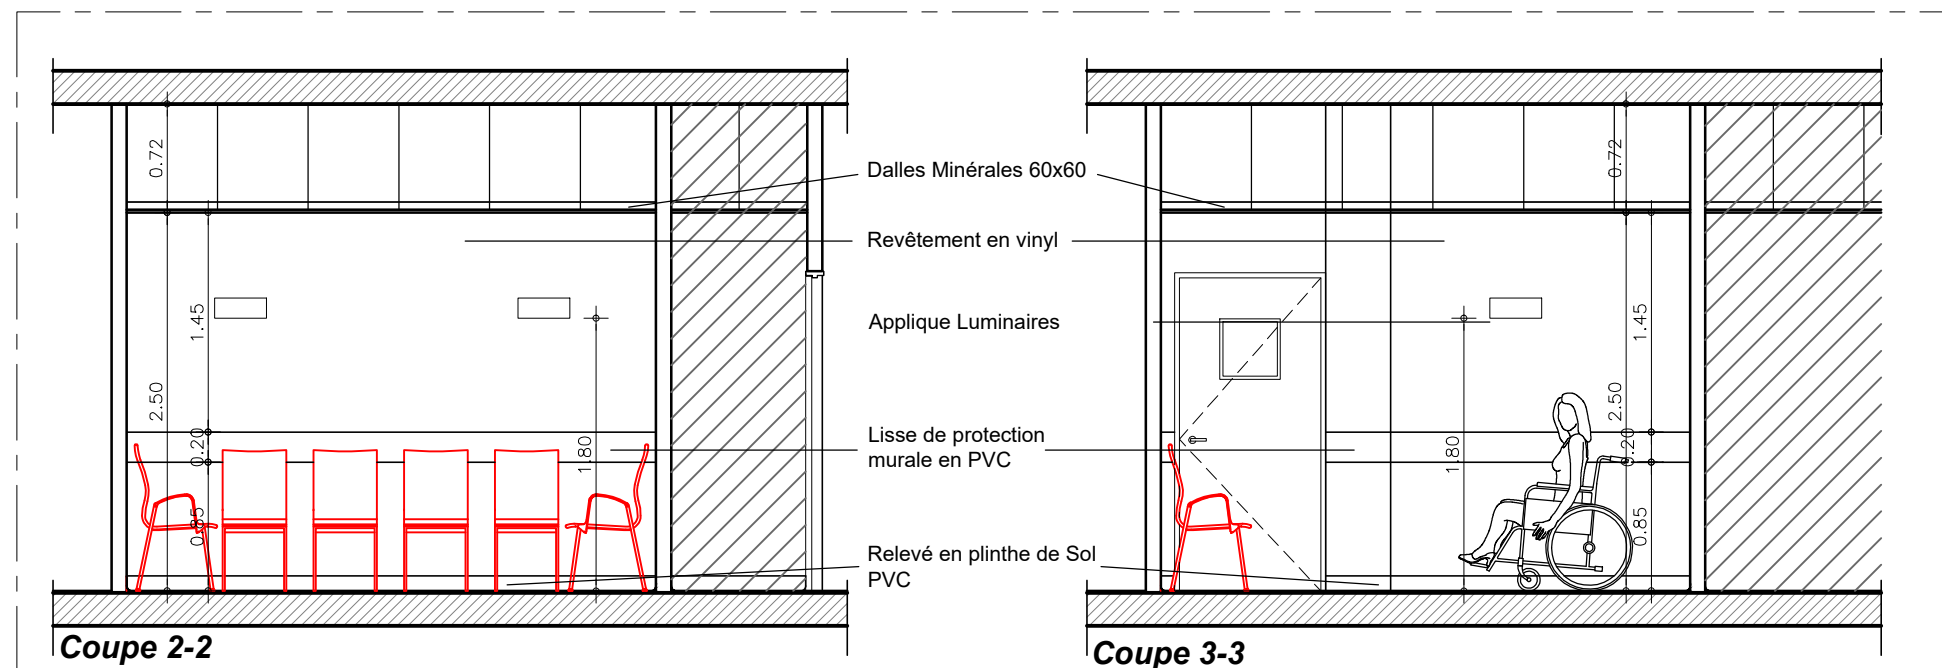 0.72
1.45
2.50
0.20
0.85
1.80
Dalles Minérales 60x60
Revêtement en vinyl
Applique Luminaires
Lisse de protection
murale en PVC
Relevé en plinthe de Sol
PVC
0.72
1.45
2.50
0.20
1.80
0.85
Coupe 2-2
Coupe 3-3